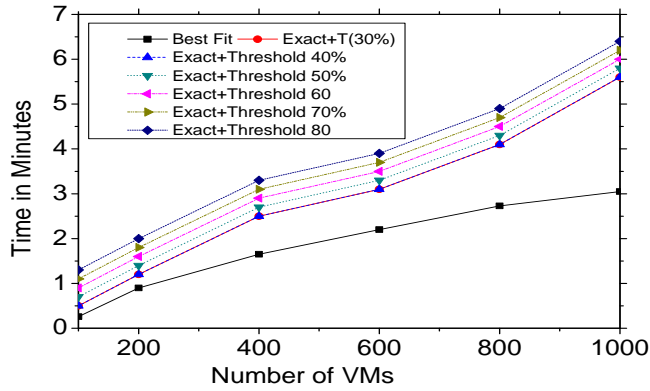 7
6
5
4
3
2
1
0
Time in Minutes
Best Fit Exact+T(30%)
Exact+Threshold 40%
Exact+Threshold 50%
Exact+Threshold 60
Exact+Threshold 70%
Exact+Threshold 80
200 400 600 800 1000
Number of VMs